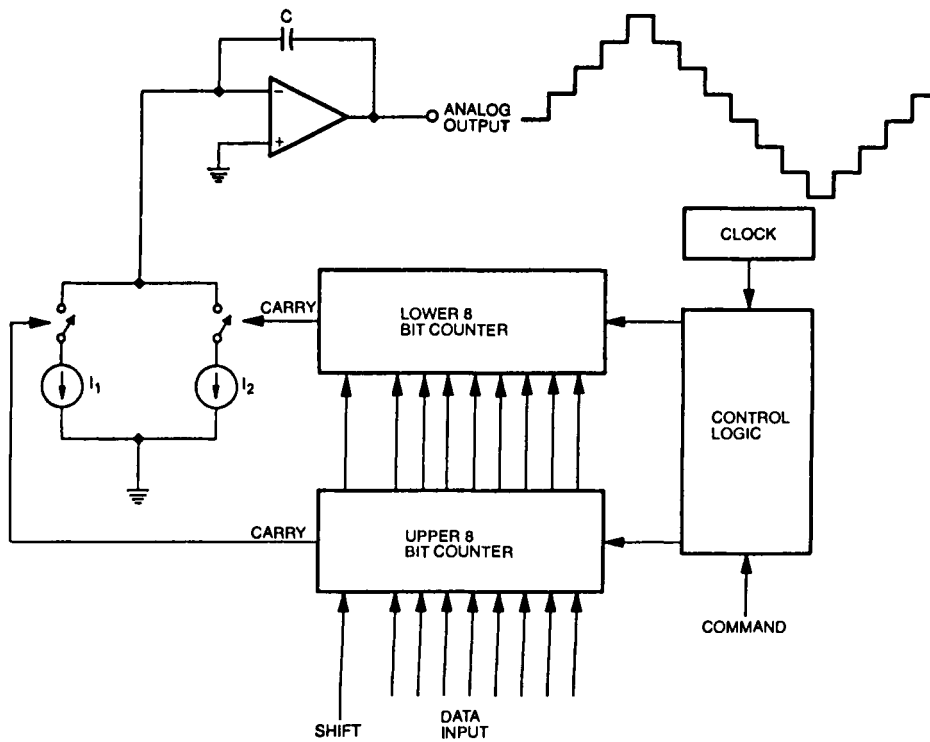 C
−
+
ANALOG
OUTPUT
CLOCK
CARRY
LOWER 8
BIT COUNTER
I1
I2
CONTROL
LOGIC
CARRY
UPPER 8
BIT COUNTER
COMMAND
SHIFT
DATA
INPUT